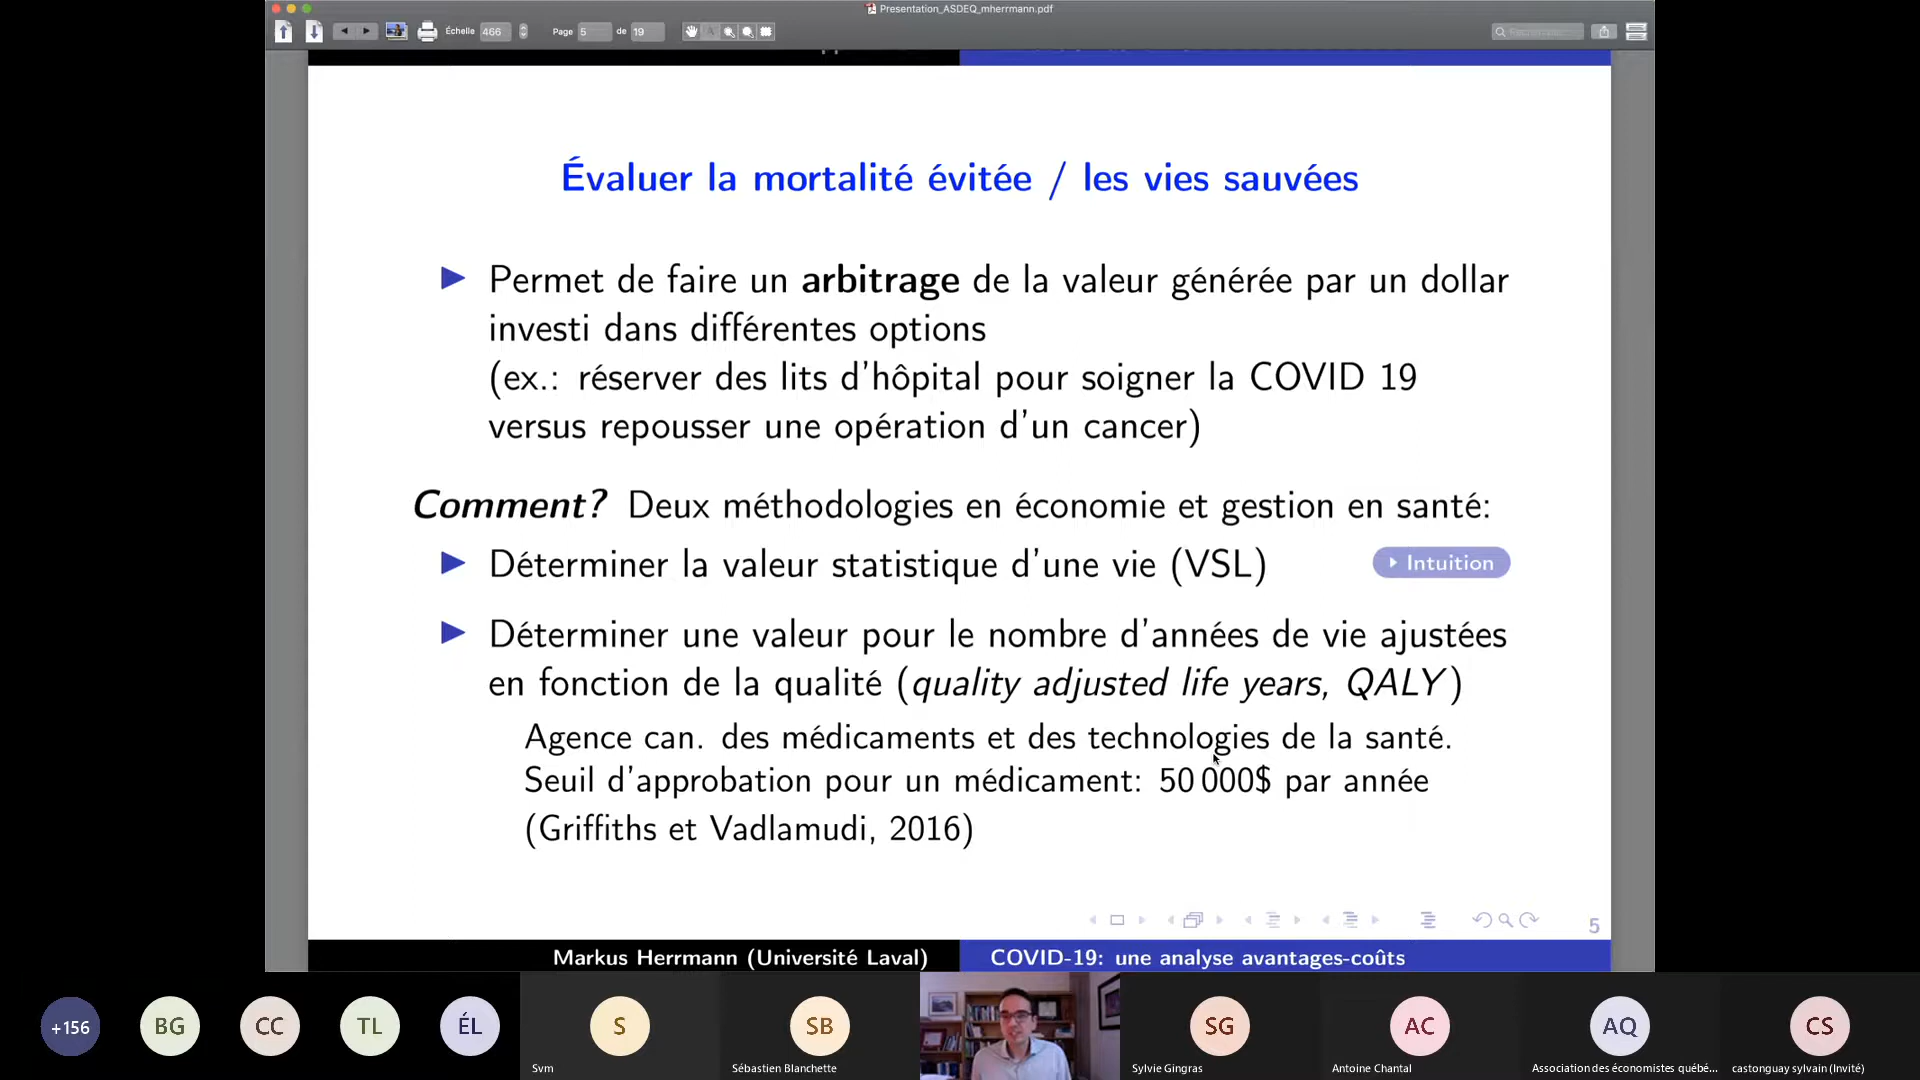 Presentation_ASDEQ_mherrmann.pdf
Échelle 466 Page 5 de 19
Évaluer la mortalité évitée / les vies sauvées
Permet de faire un arbitrage de la valeur générée par un dollar
investi dans différentes options
(ex.: réserver des lits d'hôpital pour soigner la COVID 19
versus repousser une opération d'un cancer)
Comment? Deux méthodologies en économie et gestion en santé:
Déterminer la valeur statistique d'une vie (VSL)
Intuition
Déterminer une valeur pour le nombre d'années de vie ajustées
en fonction de la qualité (quality adjusted life years, QALY)
Agence can. des médicaments et des technologies de la santé.
Seuil d'approbation pour un médicament: 50 000$ par année
(Griffiths et Vadlamudi, 2016)
5
Markus Herrmann (Université Laval) COVID-19: une analyse avantages-coûts
+156 BG CC TL ÉL S SB SG AC AQ CS
Svm Sébastien Blanchette Sylvie Gingras Antoine Chantal Association des économistes québé... castonguay sylvain (Invité)